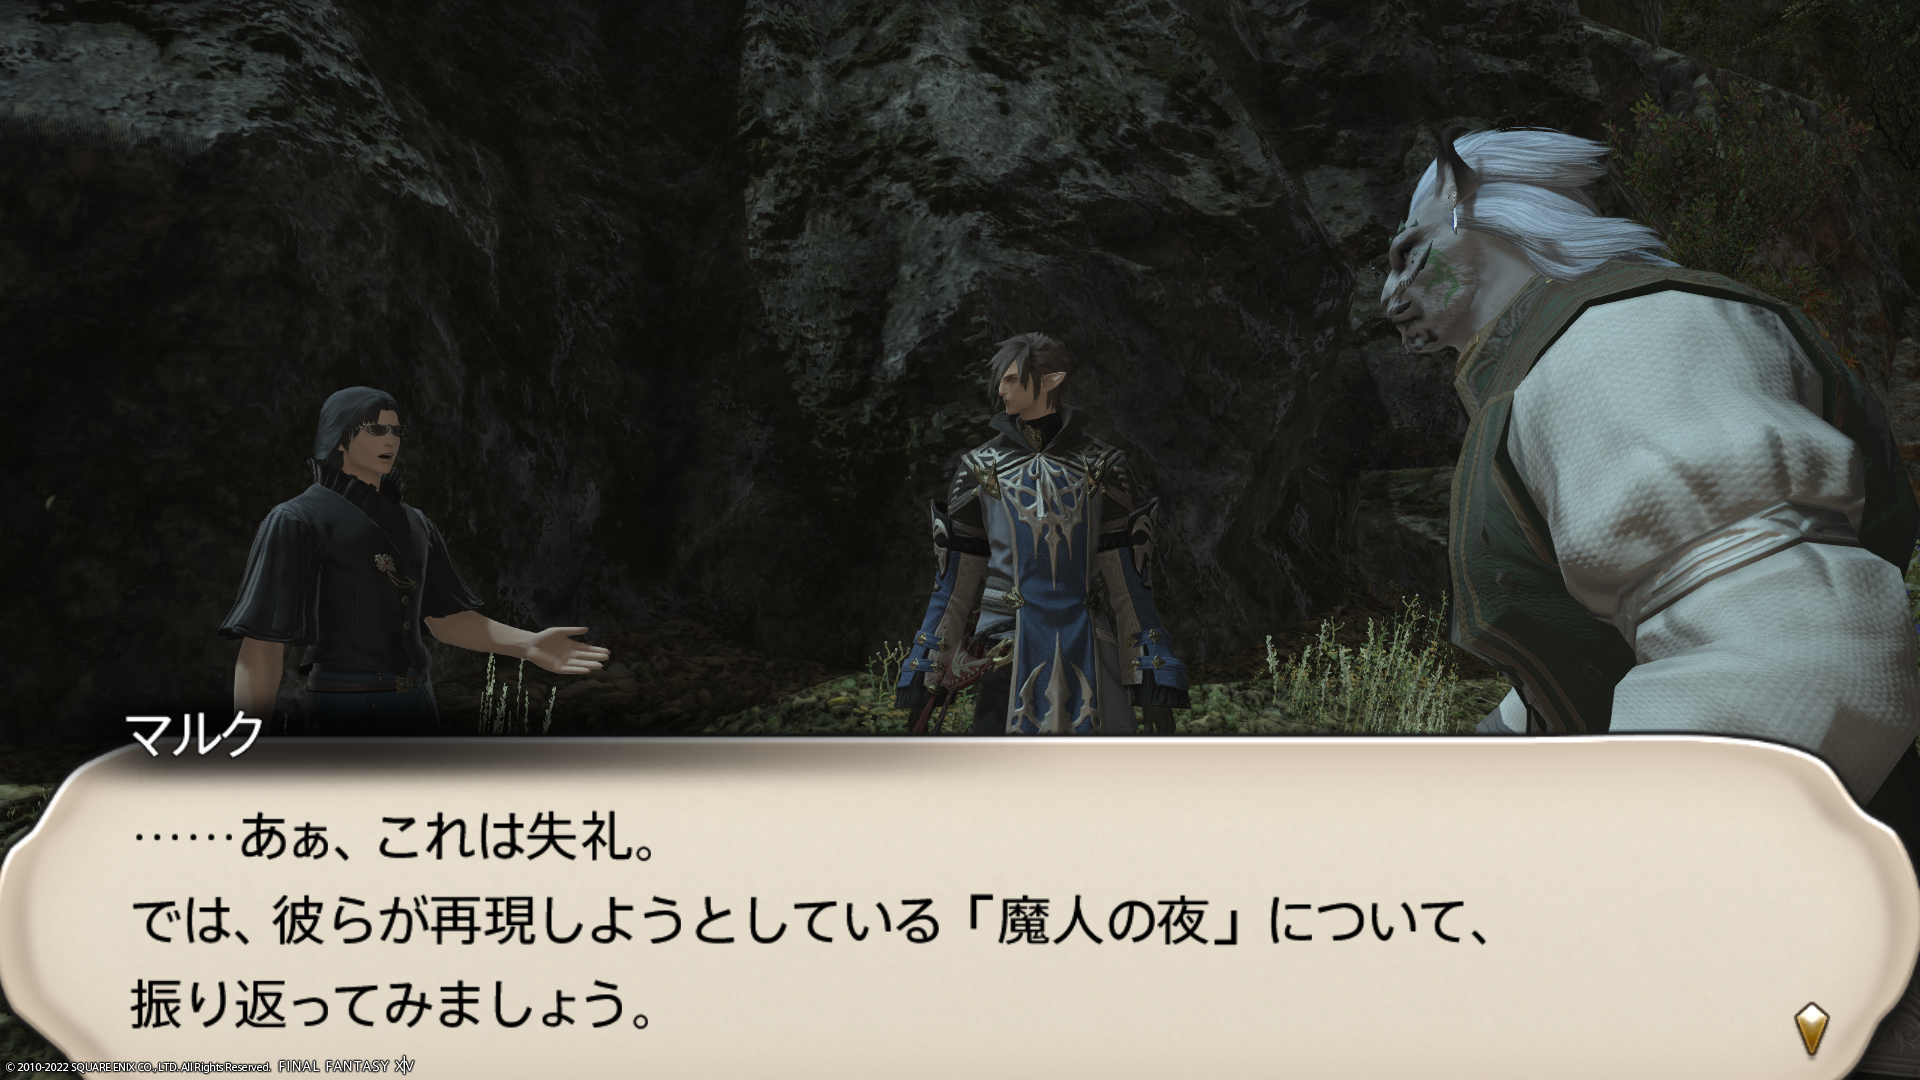 マルク
……あぁ、これは失礼。
では、彼らが再現しようとしている「魔人の夜」について、
振り返ってみましょう。
© 2010-2022 SQUARE ENIX CO., LTD. All Rights Reserved. FINAL FANTASY XIV